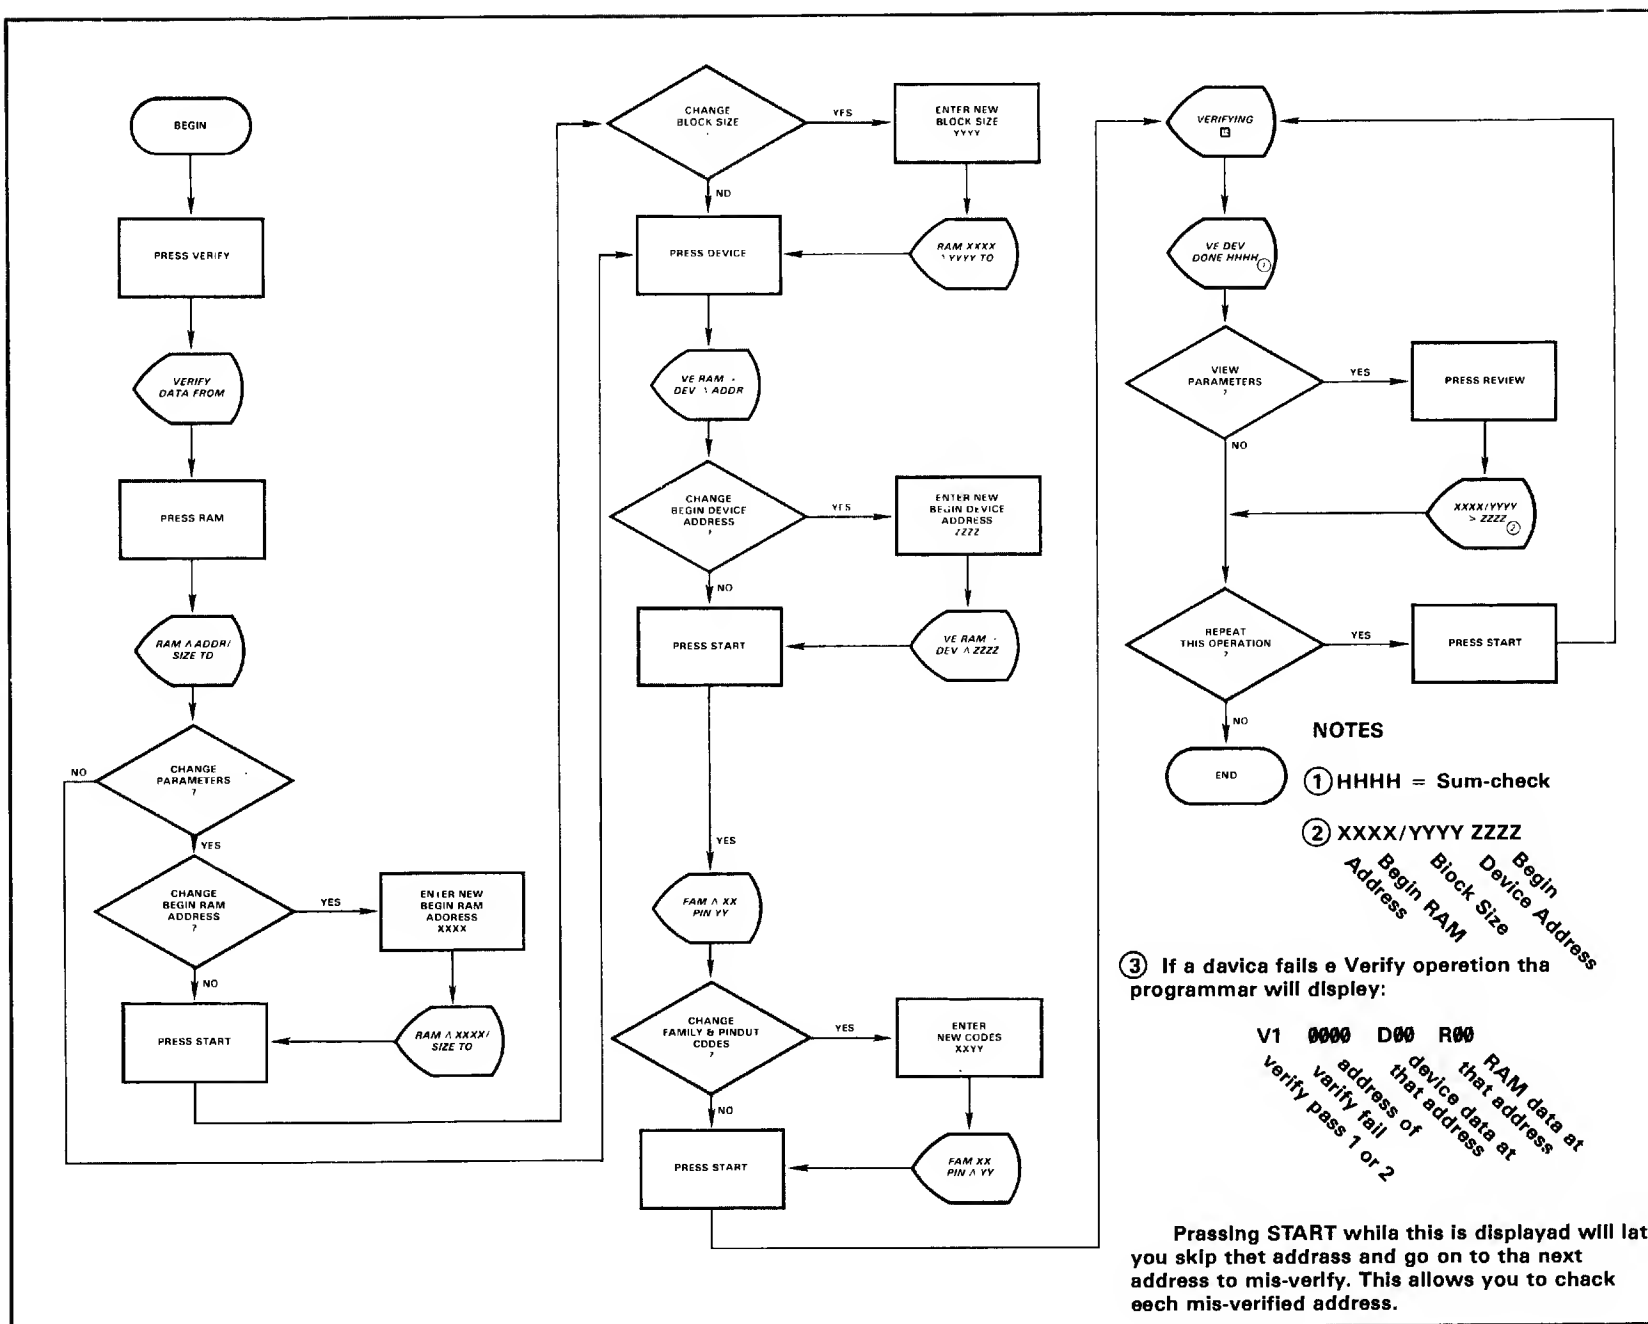 BEGIN
PRESS VERIFY
VERIFY
DATA FROM
PRESS RAM
RAM Λ ADDR/
SIZE TD
CHANGE
PARAMETERS
?
NO
YES
CHANGE
BEGIN RAM
ADDRESS
?
YES
ENTER NEW
BEGIN RAM
ADORESS
XXXX
NO
PRESS START
RAM Λ XXXX/
SIZE TO
CHANGE
BLOCK SIZE
YES
ENTER NEW
BLOCK SIZE
YYYY
ND
PRESS DEVICE
RAM XXXX
YYYY TO
VE RAM
DEV ADDR
CHANGE
BEGIN DEVICE
ADDRESS
?
YES
ENTER NEW
BEGIN DEVICE
ADDRESS
ZZZZ
NO
PRESS START
VE RAM
DEV Λ ZZZZ
YES
FAM Λ XX
PIN YY
CHANGE
FAMILY & PINDUT
CDDES
?
YES
ENTER
NEW CODES
XXYY
NO
PRESS START
FAM XX
PIN Λ YY
VERIFYING
VE DEV
DONE HHHH
VIEW
PARAMETERS
?
YES
PRESS REVIEW
NO
XXXX/YYYY
> ZZZZ ②
REPEAT
THIS OPERATION
?
YES
PRESS START
NO
END
NOTES
① HHHH = Sum-check
② XXXX/YYYY ZZZZ
Begin RAM
Address
Block Size
Begin
Device Address
③ If a davica fails e Verify operetion tha
programmar will displey:
V1 0000 D00 R00
verify pass 1 or 2
address of
varify fail
device data at
that address
RAM data at
that address
Prassing START whila this is displayad will lat
you skip thet addrass and go on to tha next
address to mis-verify. This allows you to chack
eech mis-verified address.